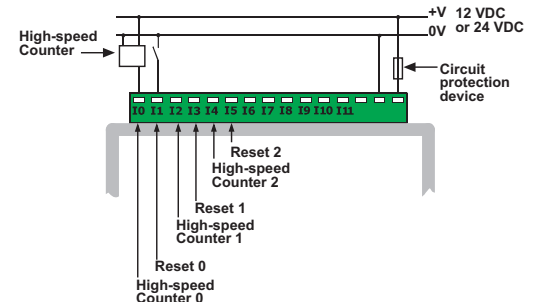 +V 12 VDC
0V or 24 VDC
High-speed
Counter
Circuit
protection
device
I0 I1 I2 I3 I4 I5 I6 I7 I8 I9 I10 I11
Reset 2
High-speed
Counter 2
Reset 1
High-speed
Counter 1
Reset 0
High-speed
Counter 0